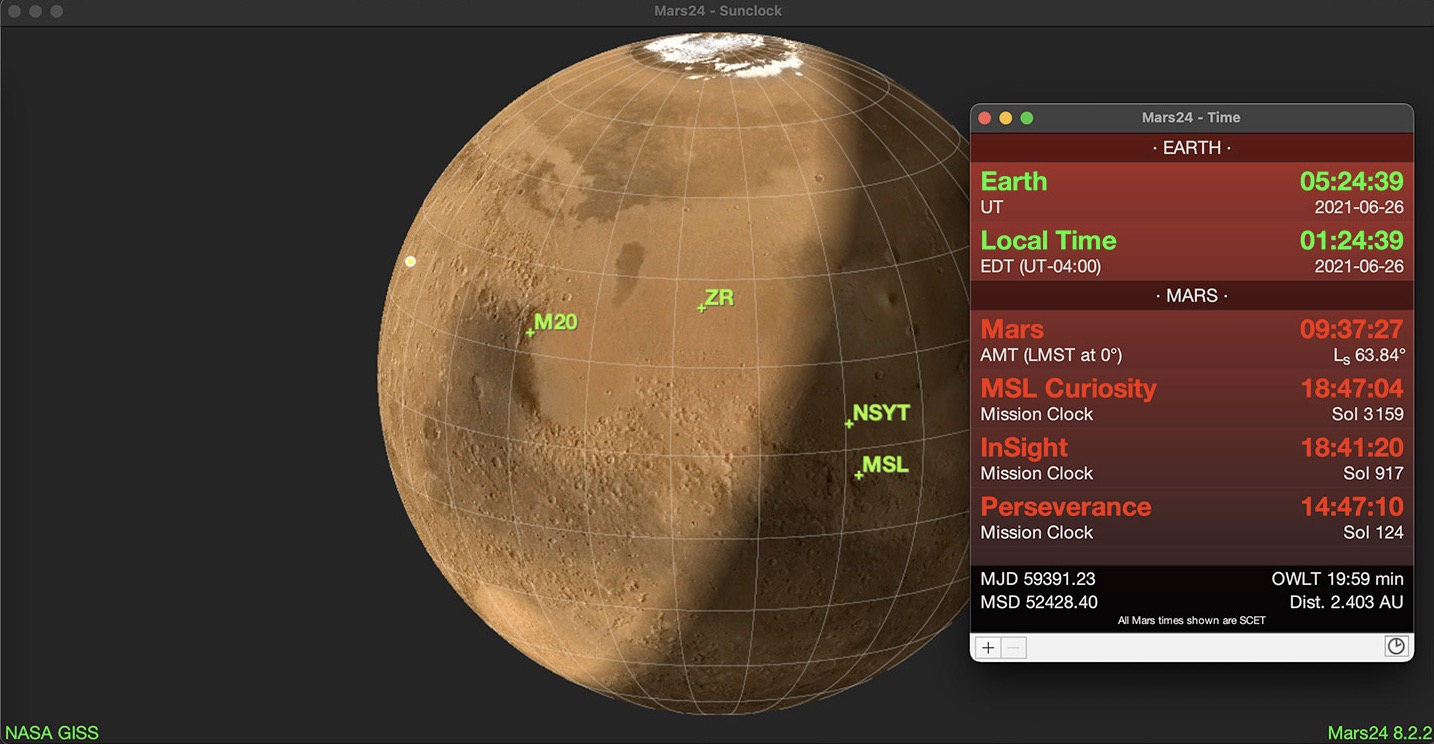 Mars24 - Sunclock
ZR
M20
NSYT
MSL
Mars24 - Time
· EARTH ·
Earth 05:24:39
UT 2021-06-26
Local Time 01:24:39
EDT (UT-04:00) 2021-06-26
· MARS ·
Mars 09:37:27
AMT (LMST at 0°) Ls 63.84°
MSL Curiosity 18:47:04
Mission Clock Sol 3159
InSight 18:41:20
Mission Clock Sol 917
Perseverance 14:47:10
Mission Clock Sol 124
MJD 59391.23 OWLT 19:59 min
MSD 52428.40 Dist. 2.403 AU
All Mars times shown are SCET
NASA GISS
Mars24 8.2.2